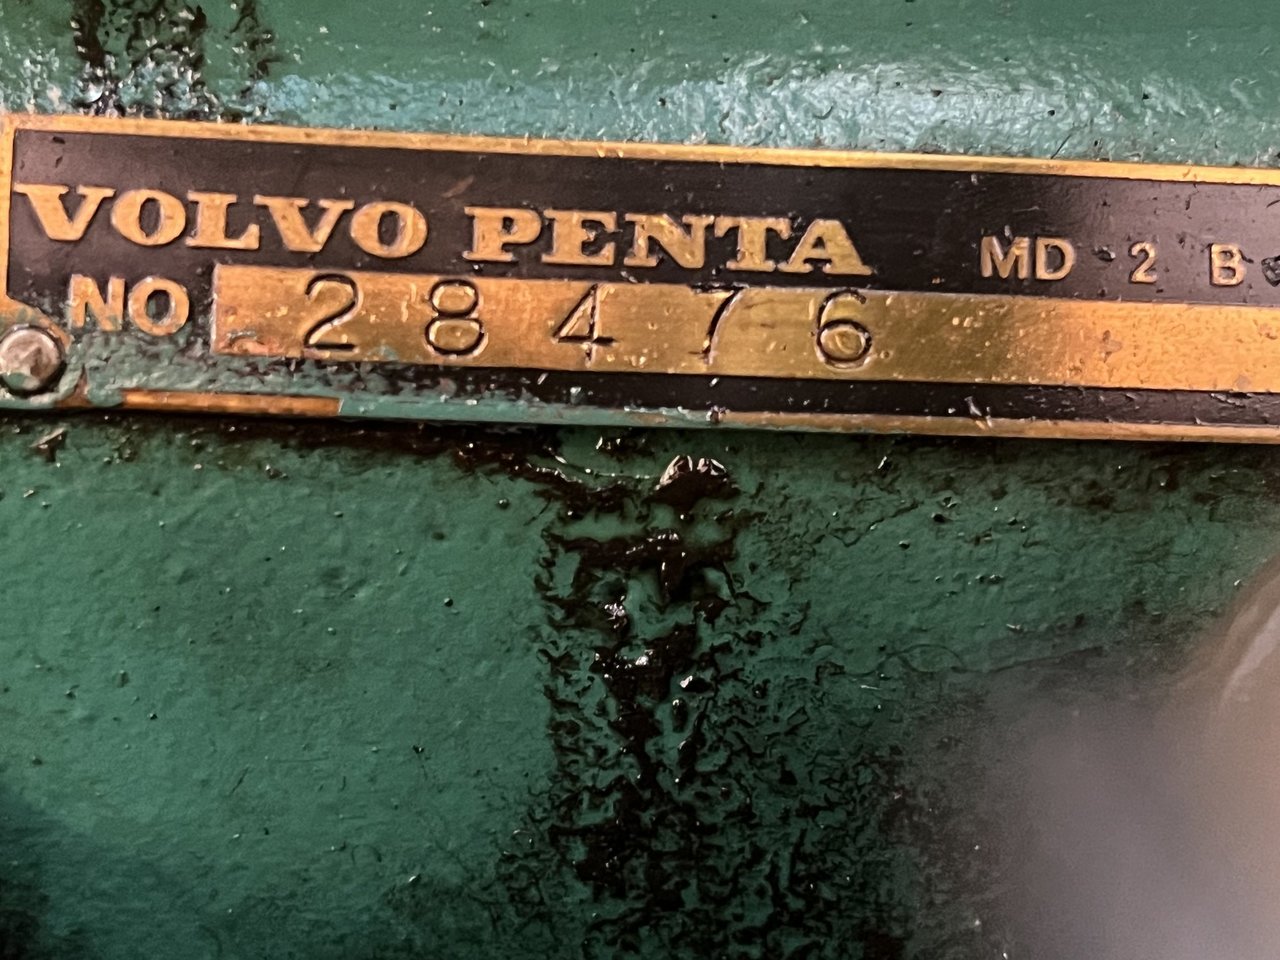 VOLVO PENTA MD 2 B
NO 28476